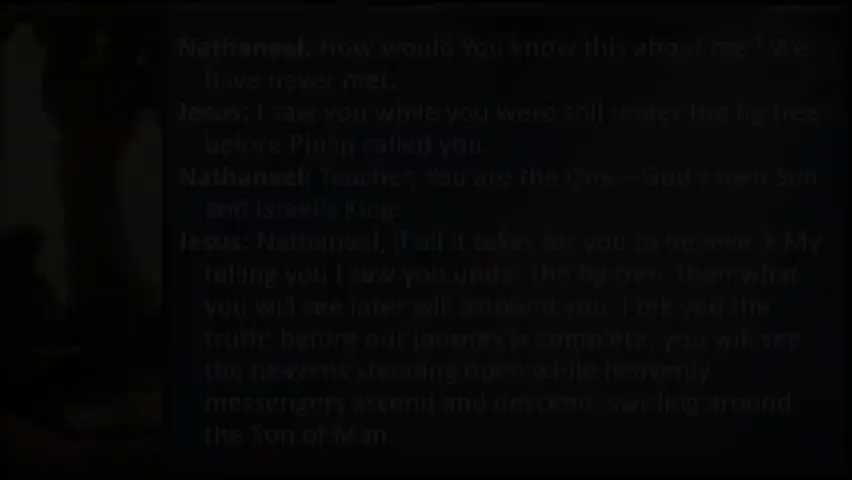 Nathaneel: How would You know this about me? We
have never met.
Jesus: I saw you while you were still under the fig tree
before Philip called you.
Nathaneel: Teacher, You are the One—God's own Son
and Israel's King.
Jesus: Nathaneel, if all it takes for you to believe is My
telling you I saw you under the fig tree, then what
you will see later will astound you. I tell you the
truth: before our journey is complete, you will see
the heavens standing open while heavenly
messengers ascend and descend, swirling around
the Son of Man.